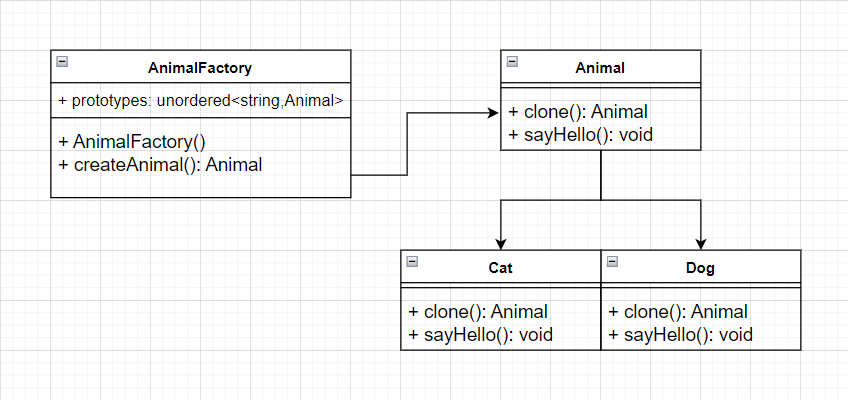 AnimalFactory
+ prototypes: unordered<string,Animal>
+ AnimalFactory()
+ createAnimal(): Animal
Animal
+ clone(): Animal
+ sayHello(): void
Cat
+ clone(): Animal
+ sayHello(): void
Dog
+ clone(): Animal
+ sayHello(): void